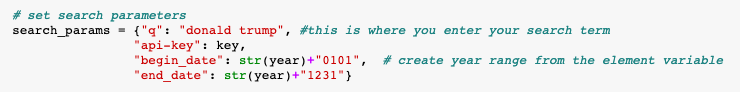 # set search parameters
search_params = {"q": "donald trump", #this is where you enter your search term
"api-key": key,
"begin_date": str(year)+"0101",  # create year range from the element variable
"end_date": str(year)+"1231"}